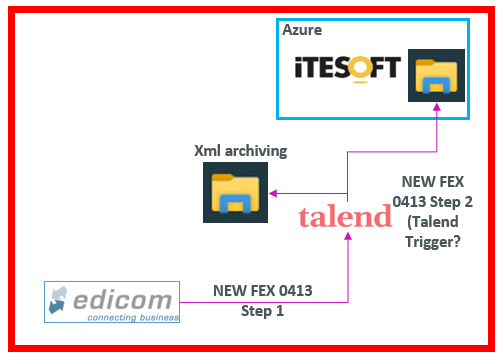 Azure
iTESOFT
Xml archiving
NEW FEX
0413 Step 2
(Talend
Trigger?
talend
edicom
connecting business
NEW FEX 0413
Step 1